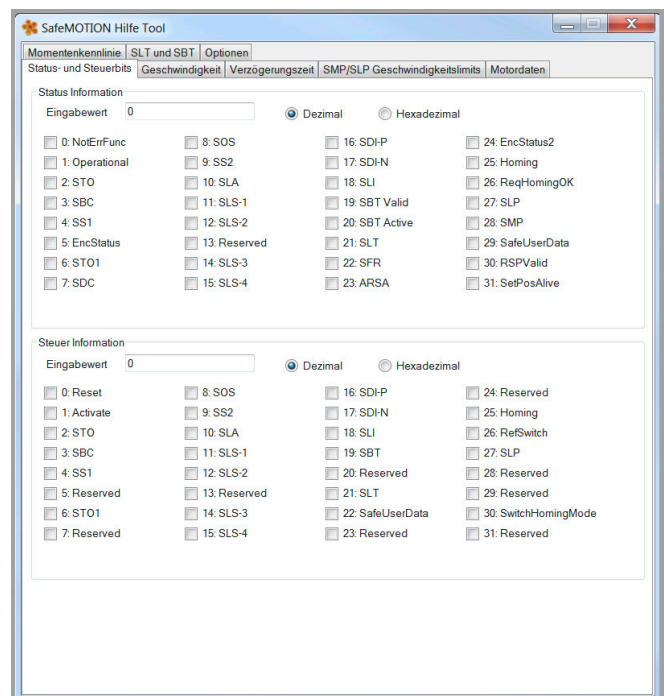 SafeMOTION Hilfe Tool
Momentenkennlinie SLT und SBT Optionen
Status- und Steuerbits Geschwindigkeit Verzögerungszeit SMP/SLP Geschwindigkeitslimits Motordaten
Status Information
Eingabewert 0 Dezimal Hexadezimal
0: NotErrFunc 8: SOS 16: SDI-P 24: EncStatus2
1: Operational 9: SS2 17: SDI-N 25: Homing
2: STO 10: SLA 18: SLI 26: ReqHomingOK
3: SBC 11: SLS-1 19: SBT Valid 27: SLP
4: SS1 12: SLS-2 20: SBT Active 28: SMP
5: EncStatus 13: Reserved 21: SLT 29: SafeUserData
6: STO1 14: SLS-3 22: SFR 30: RSPValid
7: SDC 15: SLS-4 23: ARSA 31: SetPosAlive
Steuer Information
Eingabewert 0 Dezimal Hexadezimal
0: Reset 8: SOS 16: SDI-P 24: Reserved
1: Activate 9: SS2 17: SDI-N 25: Homing
2: STO 10: SLA 18: SLI 26: RefSwitch
3: SBC 11: SLS-1 19: SBT 27: SLP
4: SS1 12: SLS-2 20: Reserved 28: Reserved
5: Reserved 13: Reserved 21: SLT 29: Reserved
6: STO1 14: SLS-3 22: SafeUserData 30: SwitchHomingMode
7: Reserved 15: SLS-4 23: Reserved 31: Reserved